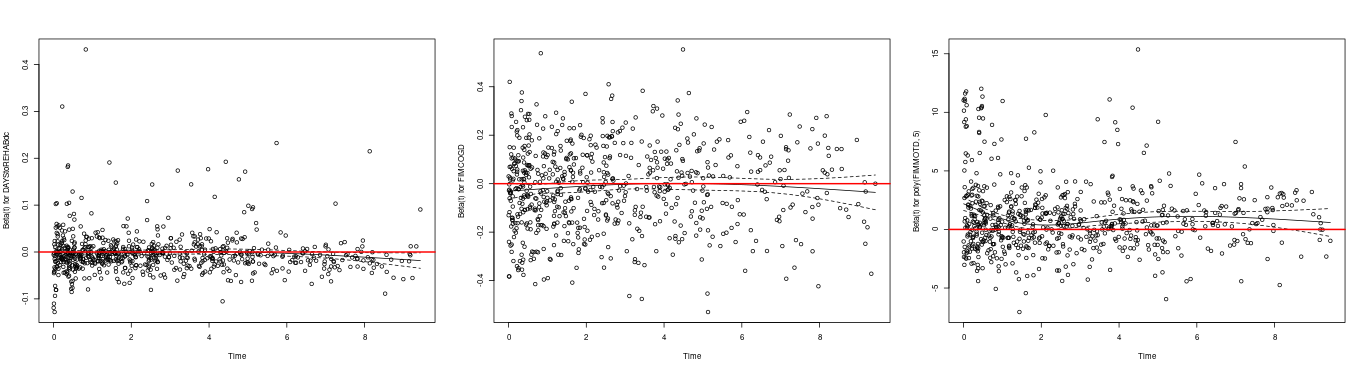 Beta(t) for DAYStoREHABdc
-0.1
0.0
0.1
0.2
0.3
0.4
0 2 4 6 8
Time
Beta(t) for FIMCOGD
-0.4
-0.2
0.0
0.2
0.4
0 2 4 6 8
Time
Beta(t) for poly(FIMMOTD, 5)
-5
0
5
10
15
0 2 4 6 8
Time